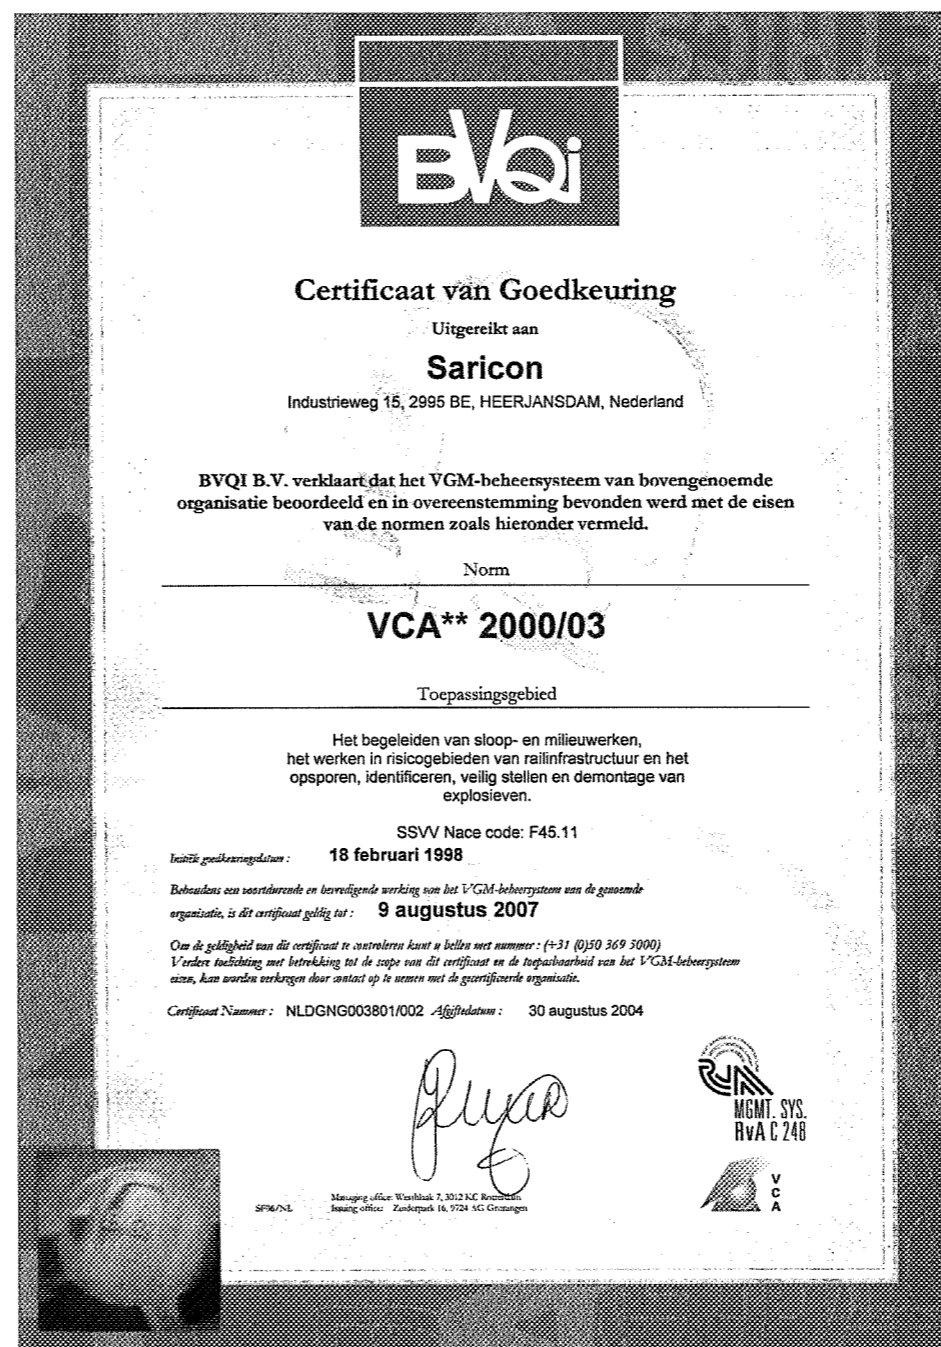 BVQi
Certificaat van Goedkeuring
Uitgereikt aan
Saricon
Industrieweg 15, 2995 BE, HEERJANSDAM, Nederland
BVQI B.V. verklaart dat het VGM-beheersysteem van bovengenoemde
organisatie beoordeeld en in overeenstemming bevonden werd met de eisen
van de normen zoals hieronder vermeld.
Norm
VCA** 2000/03
Toepassingsgebied
Het begeleiden van sloop- en milieuwerken,
het werken in risicogebieden van railinfrastructuur en het
opsporen, identificeren, veilig stellen en demontage van
explosieven.
SSVV Nace code: F45.11
Initiële goedkeuringsdatum : 18 februari 1998
Behoudens een voortdurende en bevredigende werking van het VGM-beheersysteem van de genoemde
organisatie, is dit certificaat geldig tot : 9 augustus 2007
Om de geldigheid van dit certificaat te controleren kunt u bellen met nummer : (+31 (0)50 369 5000)
Verdere toelichting met betrekking tot de scope van dit certificaat en de toepasbaarheid van het VGM-beheersysteem
eisen, kan worden verkregen door contact op te nemen met de gecertificeerde organisatie.
Certificaat Nummer : NLDGNG003801/002 Afgiftedatum : 30 augustus 2004
MGMT. SYS.
RvA C 248
VCA
SF96/NL
Managing office: Westblaak 7, 3012 KC Rotterdam
Issuing office: Zuiderpark 16, 9724 AG Groningen